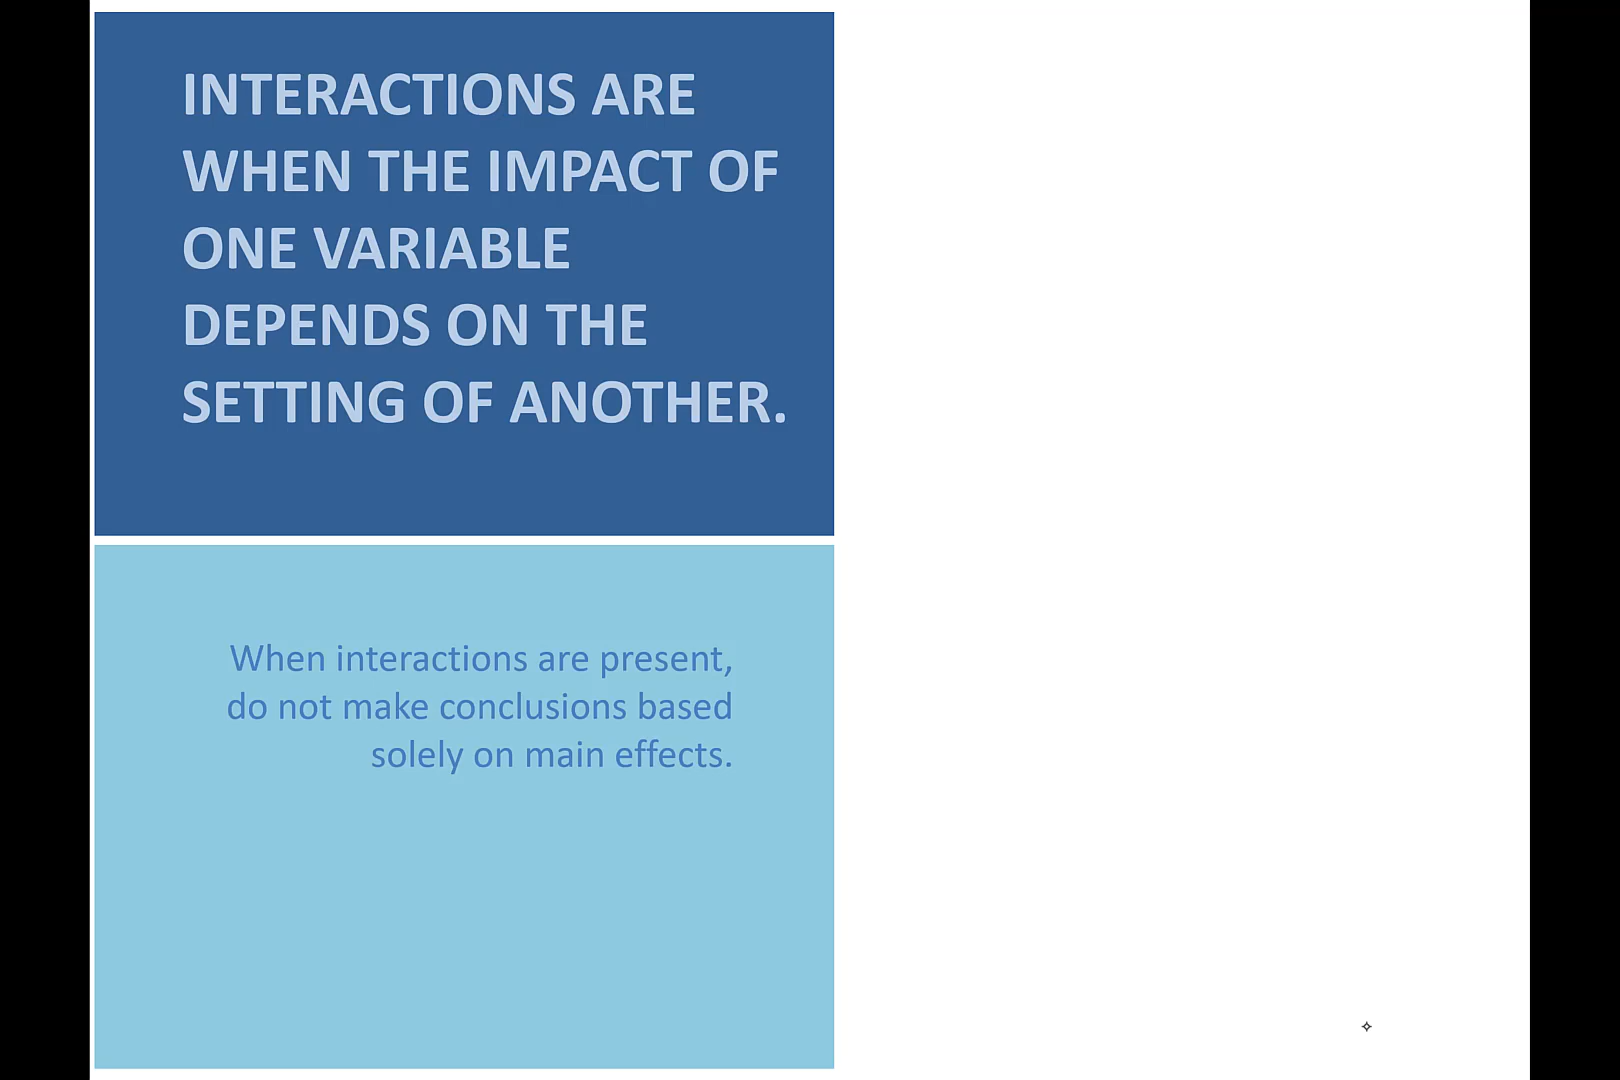 INTERACTIONS ARE
WHEN THE IMPACT OF
ONE VARIABLE
DEPENDS ON THE
SETTING OF ANOTHER.
When interactions are present,
do not make conclusions based
solely on main effects.